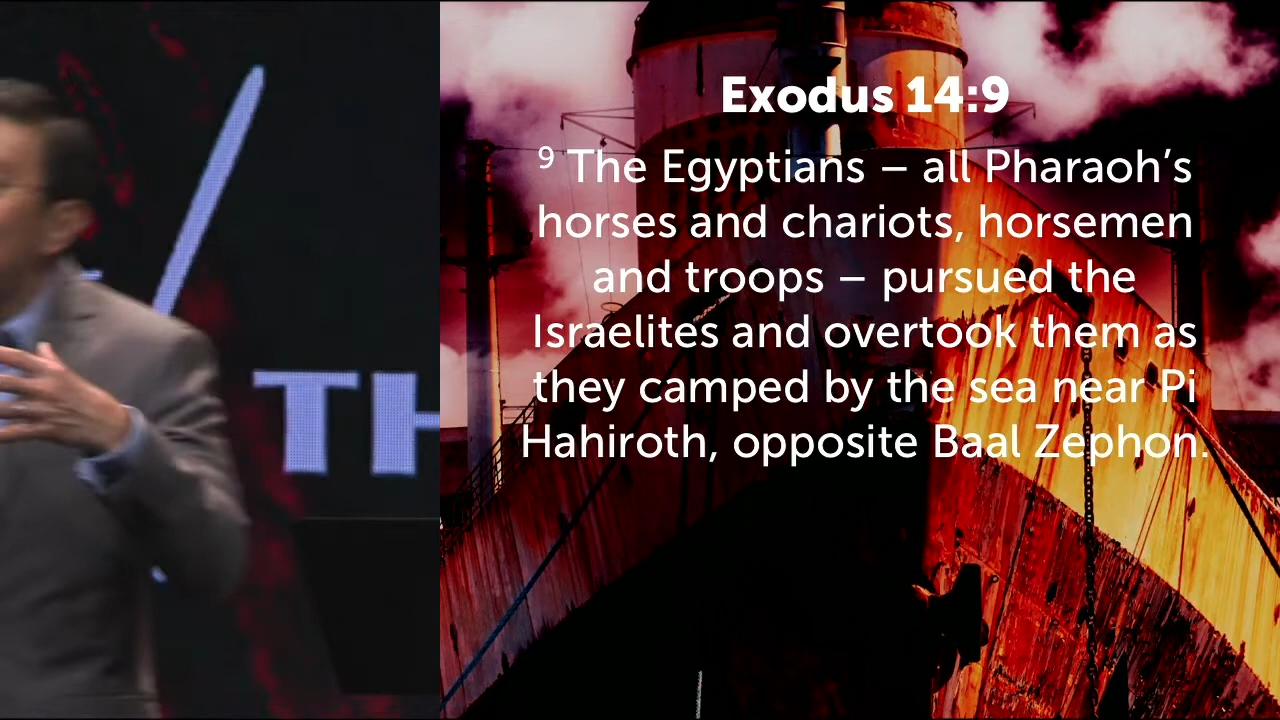 Exodus 14:9
⁹ The Egyptians – all Pharaoh’s
horses and chariots, horsemen
and troops – pursued the
Israelites and overtook them as
they camped by the sea near Pi
Hahiroth, opposite Baal Zephon.
TH